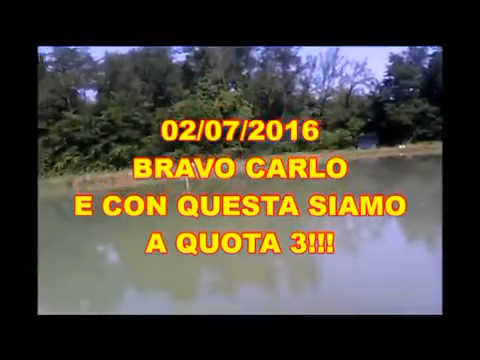 02/07/2016
BRAVO CARLO
E CON QUESTA SIAMO
A QUOTA 3!!!